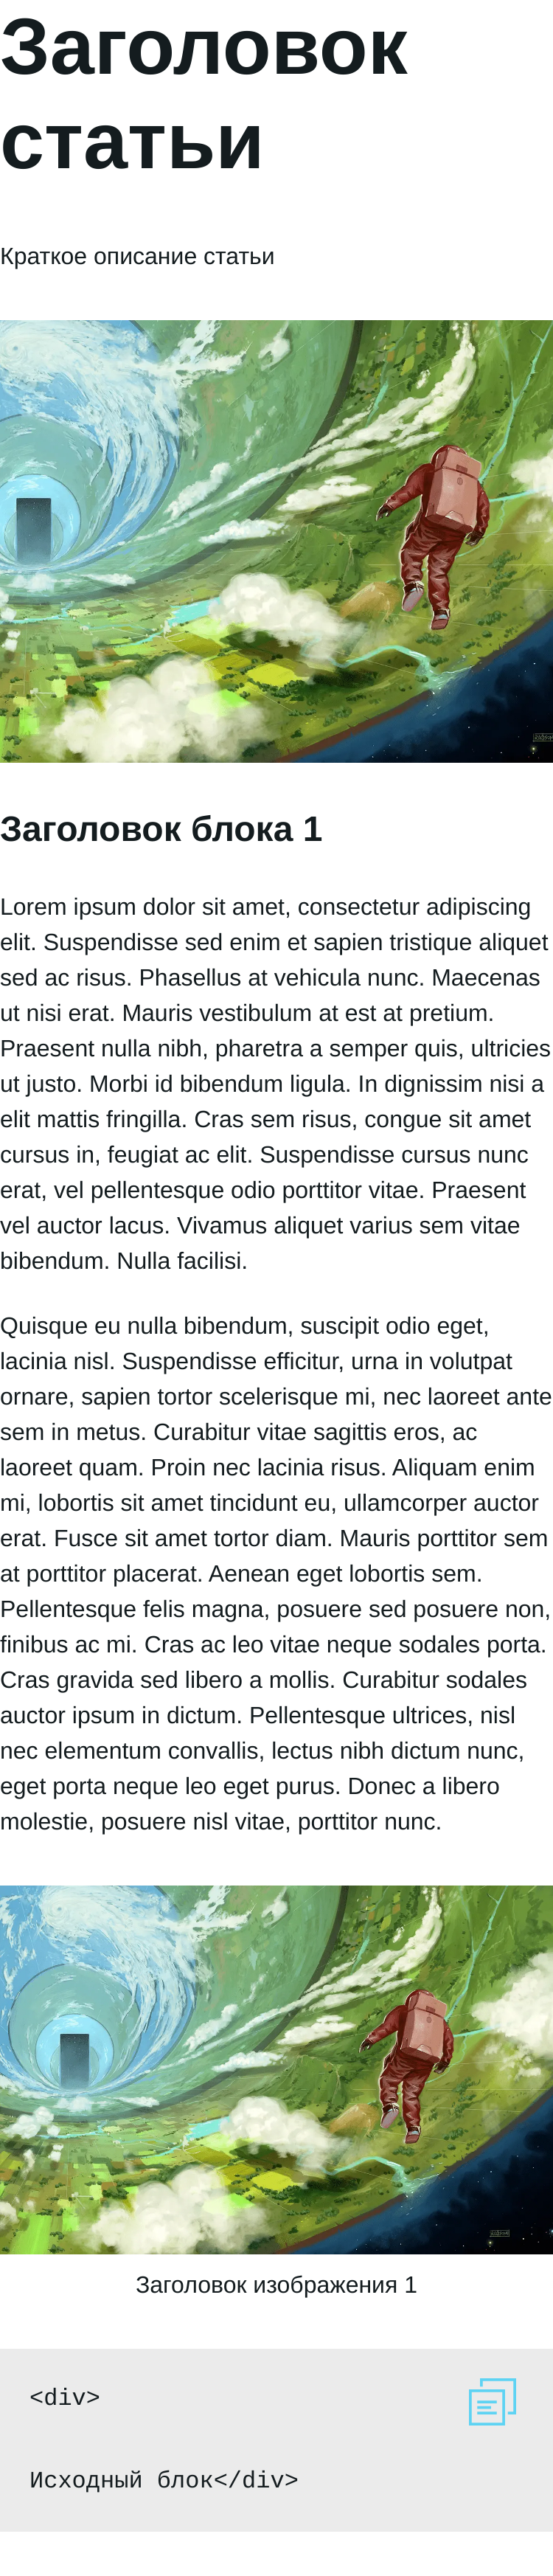 Заголовок
статьи
Краткое описание статьи
Заголовок блока 1
Lorem ipsum dolor sit amet, consectetur adipiscing
elit. Suspendisse sed enim et sapien tristique aliquet
sed ac risus. Phasellus at vehicula nunc. Maecenas
ut nisi erat. Mauris vestibulum at est at pretium.
Praesent nulla nibh, pharetra a semper quis, ultricies
ut justo. Morbi id bibendum ligula. In dignissim nisi a
elit mattis fringilla. Cras sem risus, congue sit amet
cursus in, feugiat ac elit. Suspendisse cursus nunc
erat, vel pellentesque odio porttitor vitae. Praesent
vel auctor lacus. Vivamus aliquet varius sem vitae
bibendum. Nulla facilisi.
Quisque eu nulla bibendum, suscipit odio eget,
lacinia nisl. Suspendisse efficitur, urna in volutpat
ornare, sapien tortor scelerisque mi, nec laoreet ante
sem in metus. Curabitur vitae sagittis eros, ac
laoreet quam. Proin nec lacinia risus. Aliquam enim
mi, lobortis sit amet tincidunt eu, ullamcorper auctor
erat. Fusce sit amet tortor diam. Mauris porttitor sem
at porttitor placerat. Aenean eget lobortis sem.
Pellentesque felis magna, posuere sed posuere non,
finibus ac mi. Cras ac leo vitae neque sodales porta.
Cras gravida sed libero a mollis. Curabitur sodales
auctor ipsum in dictum. Pellentesque ultrices, nisl
nec elementum convallis, lectus nibh dictum nunc,
eget porta neque leo eget purus. Donec a libero
molestie, posuere nisl vitae, porttitor nunc.
Заголовок изображения 1
<div>
Исходный блок</div>